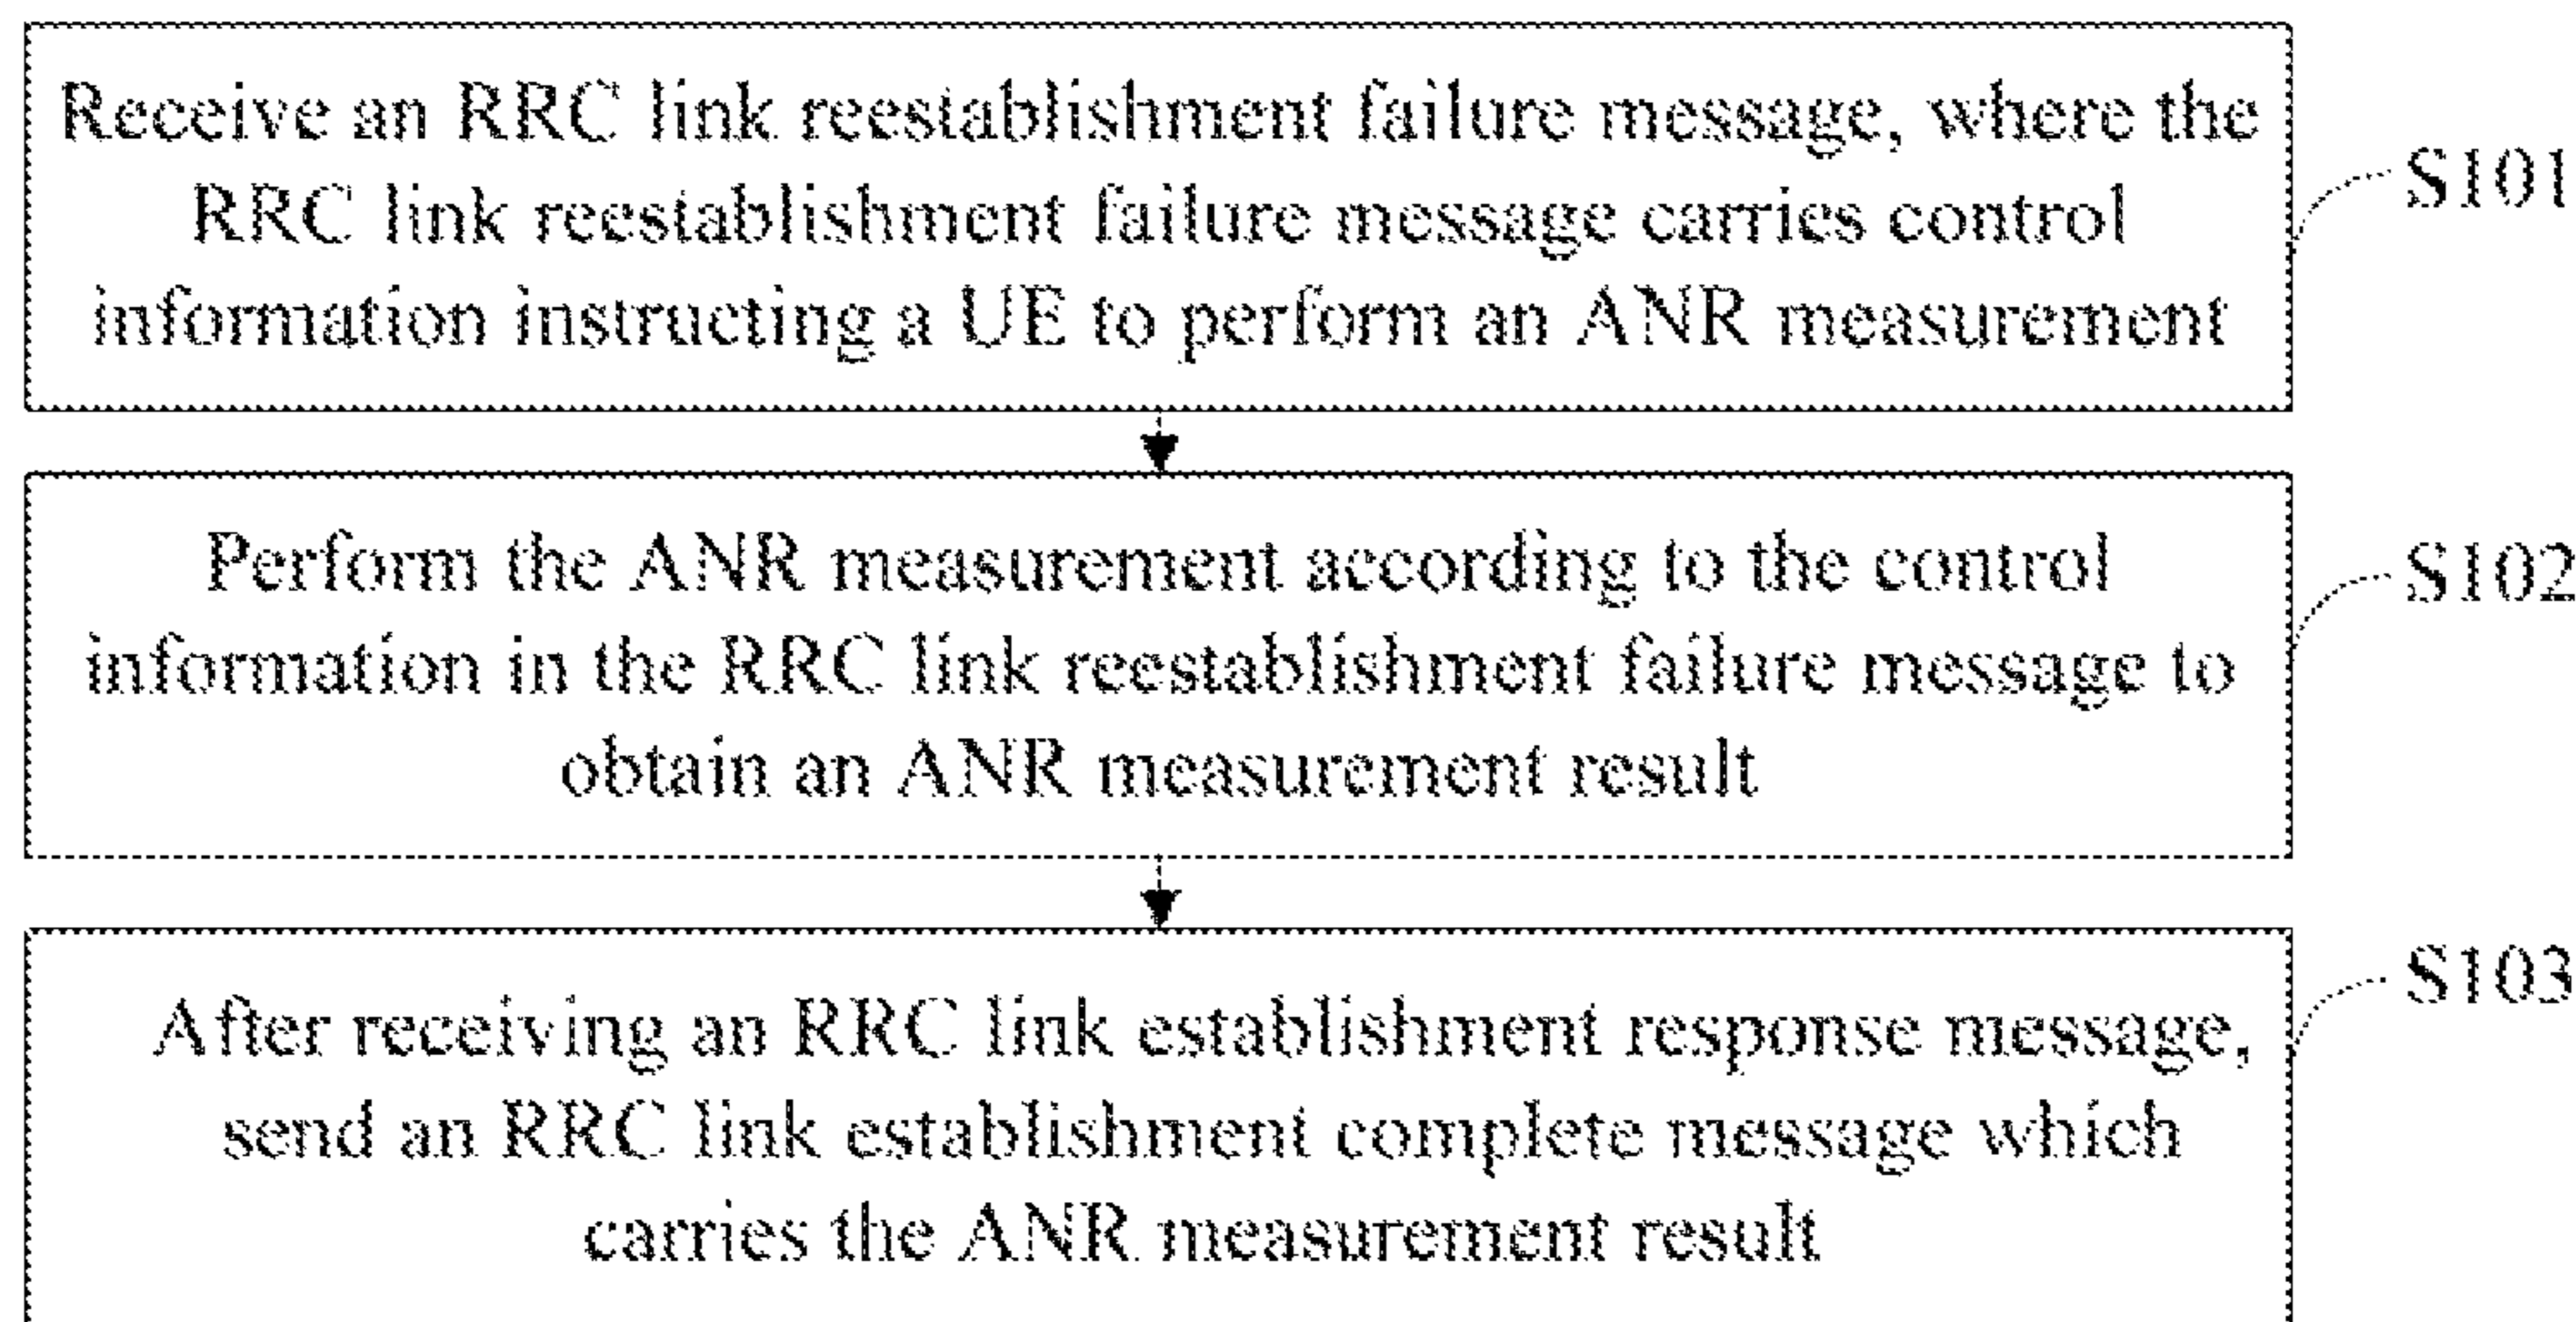 Receive an RRC link reestablishment failure message, where the
RRC link reestablishment failure message carries control
information instructing a UE to perform an ANR measurement
S101
Perform the ANR measurement according to the control
information in the RRC link reestablishment failure message to
obtain an ANR measurement result
S102
After receiving an RRC link establishment response message,
send an RRC link establishment complete message which
carries the ANR measurement result
S103